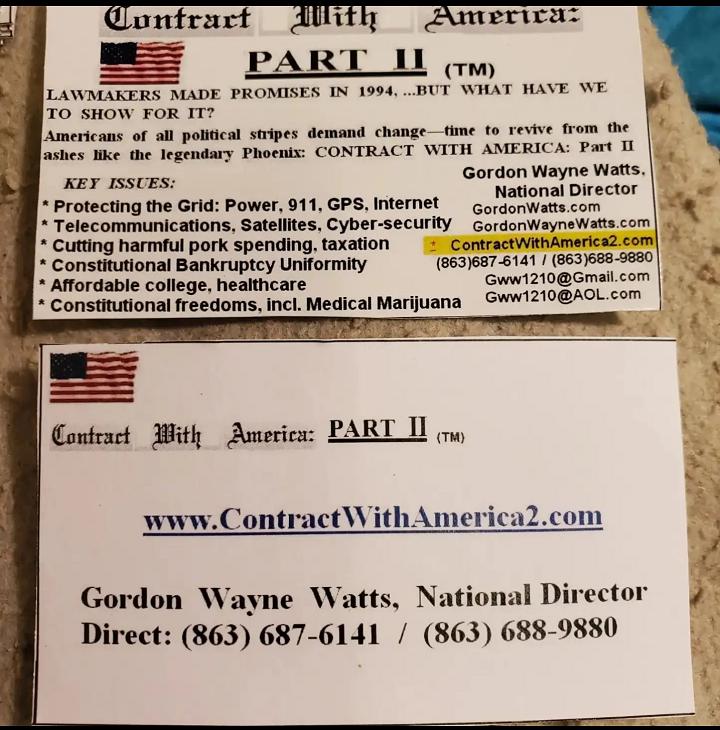 Contract With America:
PART II (TM)
LAWMAKERS MADE PROMISES IN 1994, ...BUT WHAT HAVE WE
TO SHOW FOR IT?
Americans of all political stripes demand change—time to revive from the
ashes like the legendary Phoenix: CONTRACT WITH AMERICA: Part II
KEY ISSUES:
* Protecting the Grid: Power, 911, GPS, Internet
* Telecommunications, Satellites, Cyber-security
* Cutting harmful pork spending, taxation
* Constitutional Bankruptcy Uniformity
* Affordable college, healthcare
* Constitutional freedoms, incl. Medical Marijuana
Gordon Wayne Watts,
National Director
GordonWatts.com
GordonWayneWatts.com
± ContractWithAmerica2.com
(863)687-6141 / (863)688-9880
Gww1210@Gmail.com
Gww1210@AOL.com
Contract With America: PART II (TM)
www.ContractWithAmerica2.com
Gordon Wayne Watts, National Director
Direct: (863) 687-6141 / (863) 688-9880